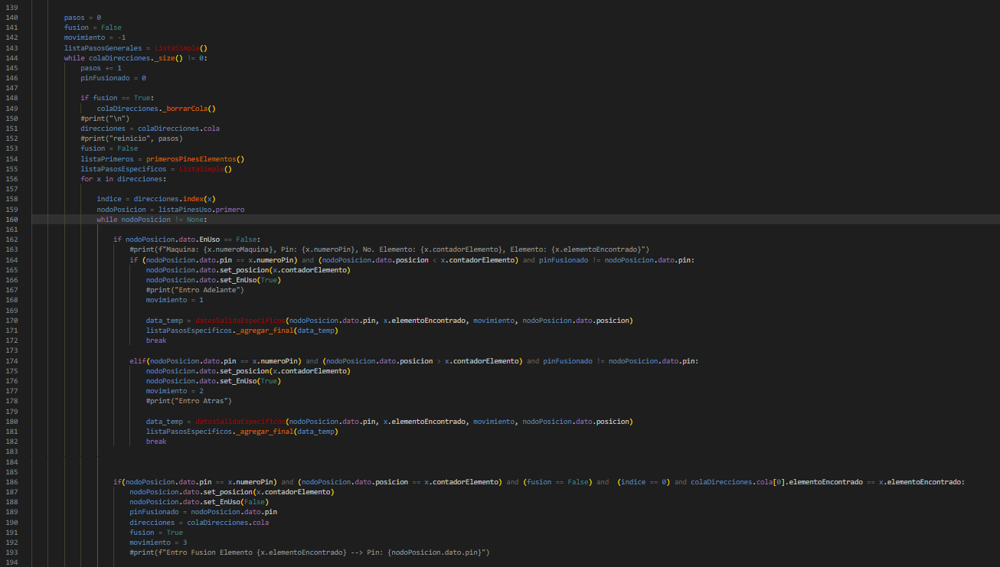 139
140 pasos = 0
141 fusion = False
142 movimiento = -1
143 listaPasosGenerales = listaSimple()
144 while colaDirecciones._size() != 0:
145 pasos += 1
146 pinFusionado = 0
147
148 if fusion == True:
149 colaDirecciones._borrarCola()
150 #print("\n")
151 direcciones = colaDirecciones.cola
152 #print("reinicio", pasos)
153 fusion = False
154 listaPrimeros = primerosPinesElementos()
155 listaPasosEspecificos = listaSimple()
156 for x in direcciones:
157
158 indice = direcciones.index(x)
159 nodoPosicion = listaPinesUso.primero
160 while nodoPosicion != None:
161
162 if nodoPosicion.dato.EnUso == False:
163 #print(f"Maquina: {x.numeroMaquina}, Pin: {x.numeroPin}, No. Elemento: {x.contadorElemento}, Elemento: {x.elementoEncontrado}")
164 if (nodoPosicion.dato.pin == x.numeroPin) and (nodoPosicion.dato.posicion < x.contadorElemento) and pinFusionado != nodoPosicion.dato.pin:
165 nodoPosicion.dato.set_posicion(x.contadorElemento)
166 nodoPosicion.dato.set_EnUso(True)
167 #print("Entro Adelante")
168 movimiento = 1
169
170 data_temp = datosSalidaEspecificos(nodoPosicion.dato.pin, x.elementoEncontrado, movimiento, nodoPosicion.dato.posicion)
171 listaPasosEspecificos._agregar_final(data_temp)
172 break
173
174 elif(nodoPosicion.dato.pin == x.numeroPin) and (nodoPosicion.dato.posicion > x.contadorElemento) and pinFusionado != nodoPosicion.dato.pin:
175 nodoPosicion.dato.set_posicion(x.contadorElemento)
176 nodoPosicion.dato.set_EnUso(True)
177 movimiento = 2
178 #print("Entro Atras")
179
180 data_temp = datosSalidaEspecificos(nodoPosicion.dato.pin, x.elementoEncontrado, movimiento, nodoPosicion.dato.posicion)
181 listaPasosEspecificos._agregar_final(data_temp)
182 break
183
184
185
186 if(nodoPosicion.dato.pin == x.numeroPin) and (nodoPosicion.dato.posicion == x.contadorElemento) and (fusion == False) and  (indice == 0) and colaDirecciones.cola[0].elementoEncontrado == x.elementoEncontrado:
187 nodoPosicion.dato.set_posicion(x.contadorElemento)
188 nodoPosicion.dato.set_EnUso(False)
189 pinFusionado = nodoPosicion.dato.pin
190 direcciones = colaDirecciones.cola
191 fusion = True
192 movimiento = 3
193 #print(f"Entro Fusion Elemento {x.elementoEncontrado} --> Pin: {nodoPosicion.dato.pin}")
194